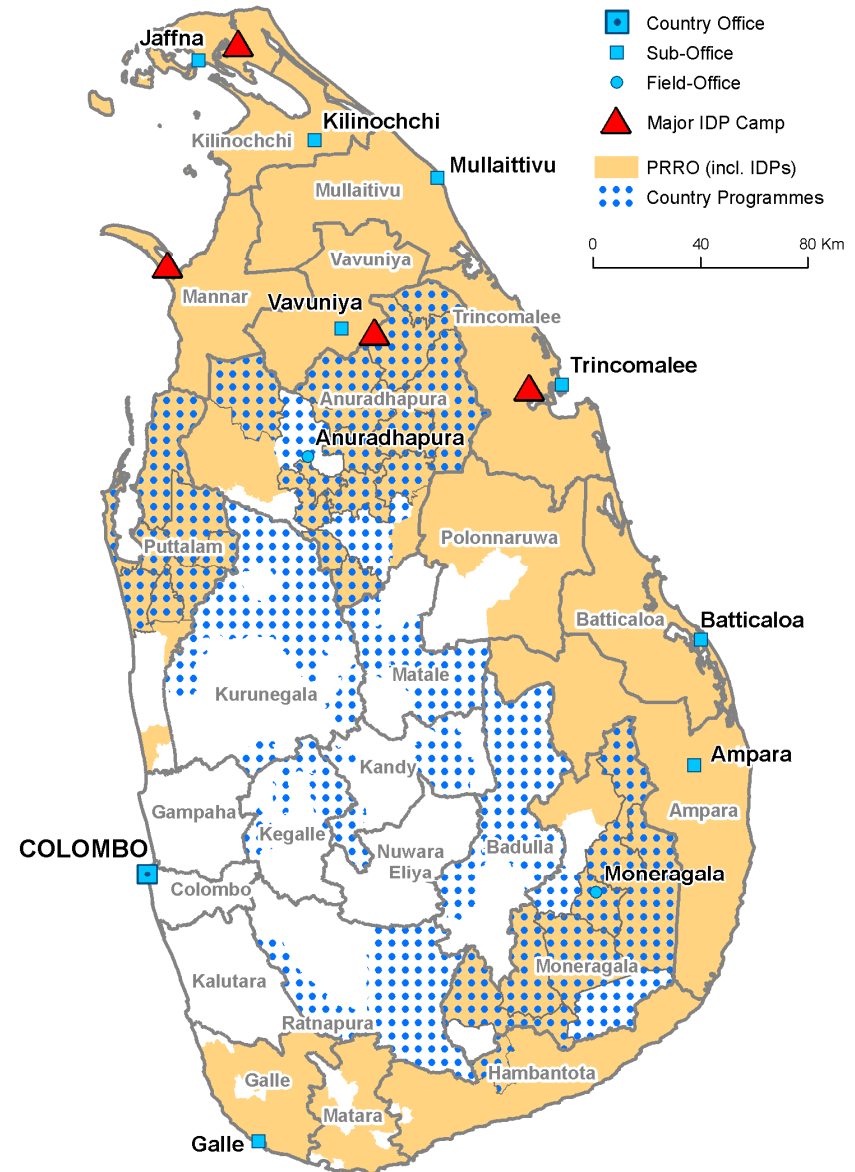 Country Office
Sub-Office
Field-Office
Major IDP Camp
PRRO (incl. IDPs)
Country Programmes
0 40 80 Km
Jaffna
Kilinochchi
Kilinochchi
Mullaittivu
Mullaitivu
Vavuniya
Mannar
Vavuniya
Trincomalee
Trincomalee
Anuradhapura
Anuradhapura
Polonnaruwa
Puttalam
Batticaloa
Batticaloa
Matale
Kurunegala
Ampara
Kandy
Ampara
Gampaha
Kegalle
COLOMBO
Nuwara
Eliya
Badulla
Moneragala
Colombo
Moneragala
Kalutara
Ratnapura
Hambantota
Galle
Matara
Galle